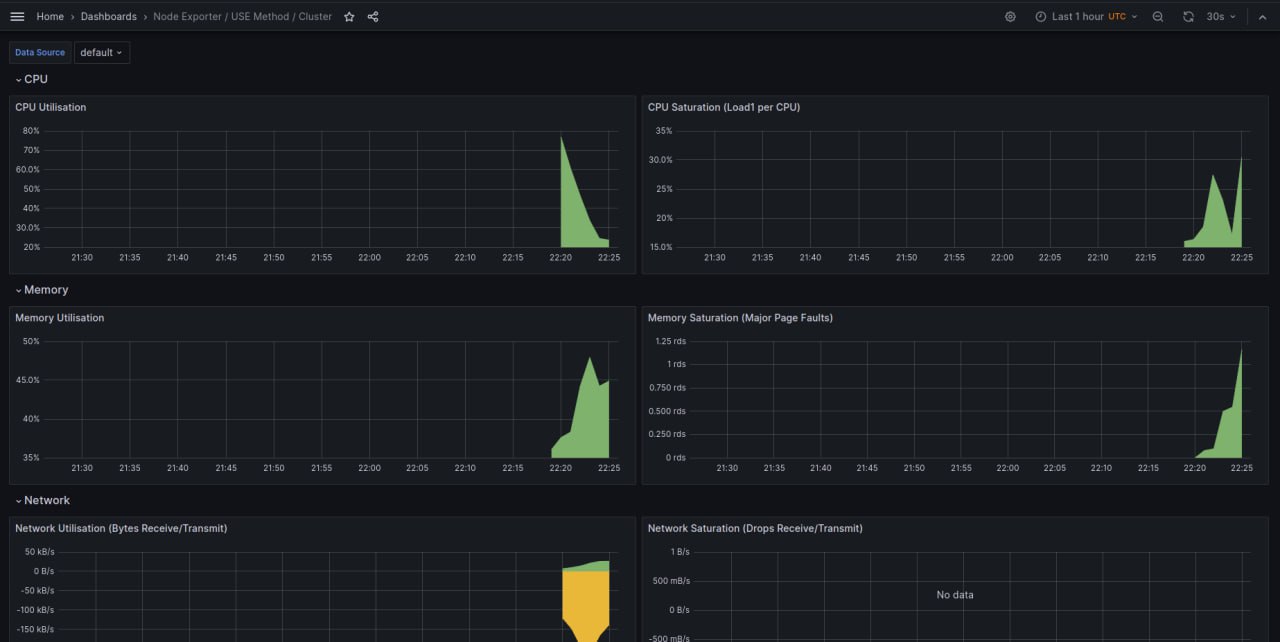 Home › Dashboards › Node Exporter / USE Method / Cluster
Last 1 hour UTC
30s
Data Source default
CPU
CPU Utilisation
80%
70%
60.0%
50%
40%
30.0%
20%
21:30 21:35 21:40 21:45 21:50 21:55 22:00 22:05 22:10 22:15 22:20 22:25
CPU Saturation (Load1 per CPU)
35%
30.0%
25%
20%
15.0%
21:30 21:35 21:40 21:45 21:50 21:55 22:00 22:05 22:10 22:15 22:20 22:25
Memory
Memory Utilisation
50%
45.0%
40%
35%
21:30 21:35 21:40 21:45 21:50 21:55 22:00 22:05 22:10 22:15 22:20 22:25
Memory Saturation (Major Page Faults)
1.25 rds
1 rds
0.750 rds
0.500 rds
0.250 rds
0 rds
21:30 21:35 21:40 21:45 21:50 21:55 22:00 22:05 22:10 22:15 22:20 22:25
Network
Network Utilisation (Bytes Receive/Transmit)
50 kB/s
0 B/s
-50 kB/s
-100 kB/s
-150 kB/s
Network Saturation (Drops Receive/Transmit)
1 B/s
500 mB/s
0 B/s
-500 mB/s
No data